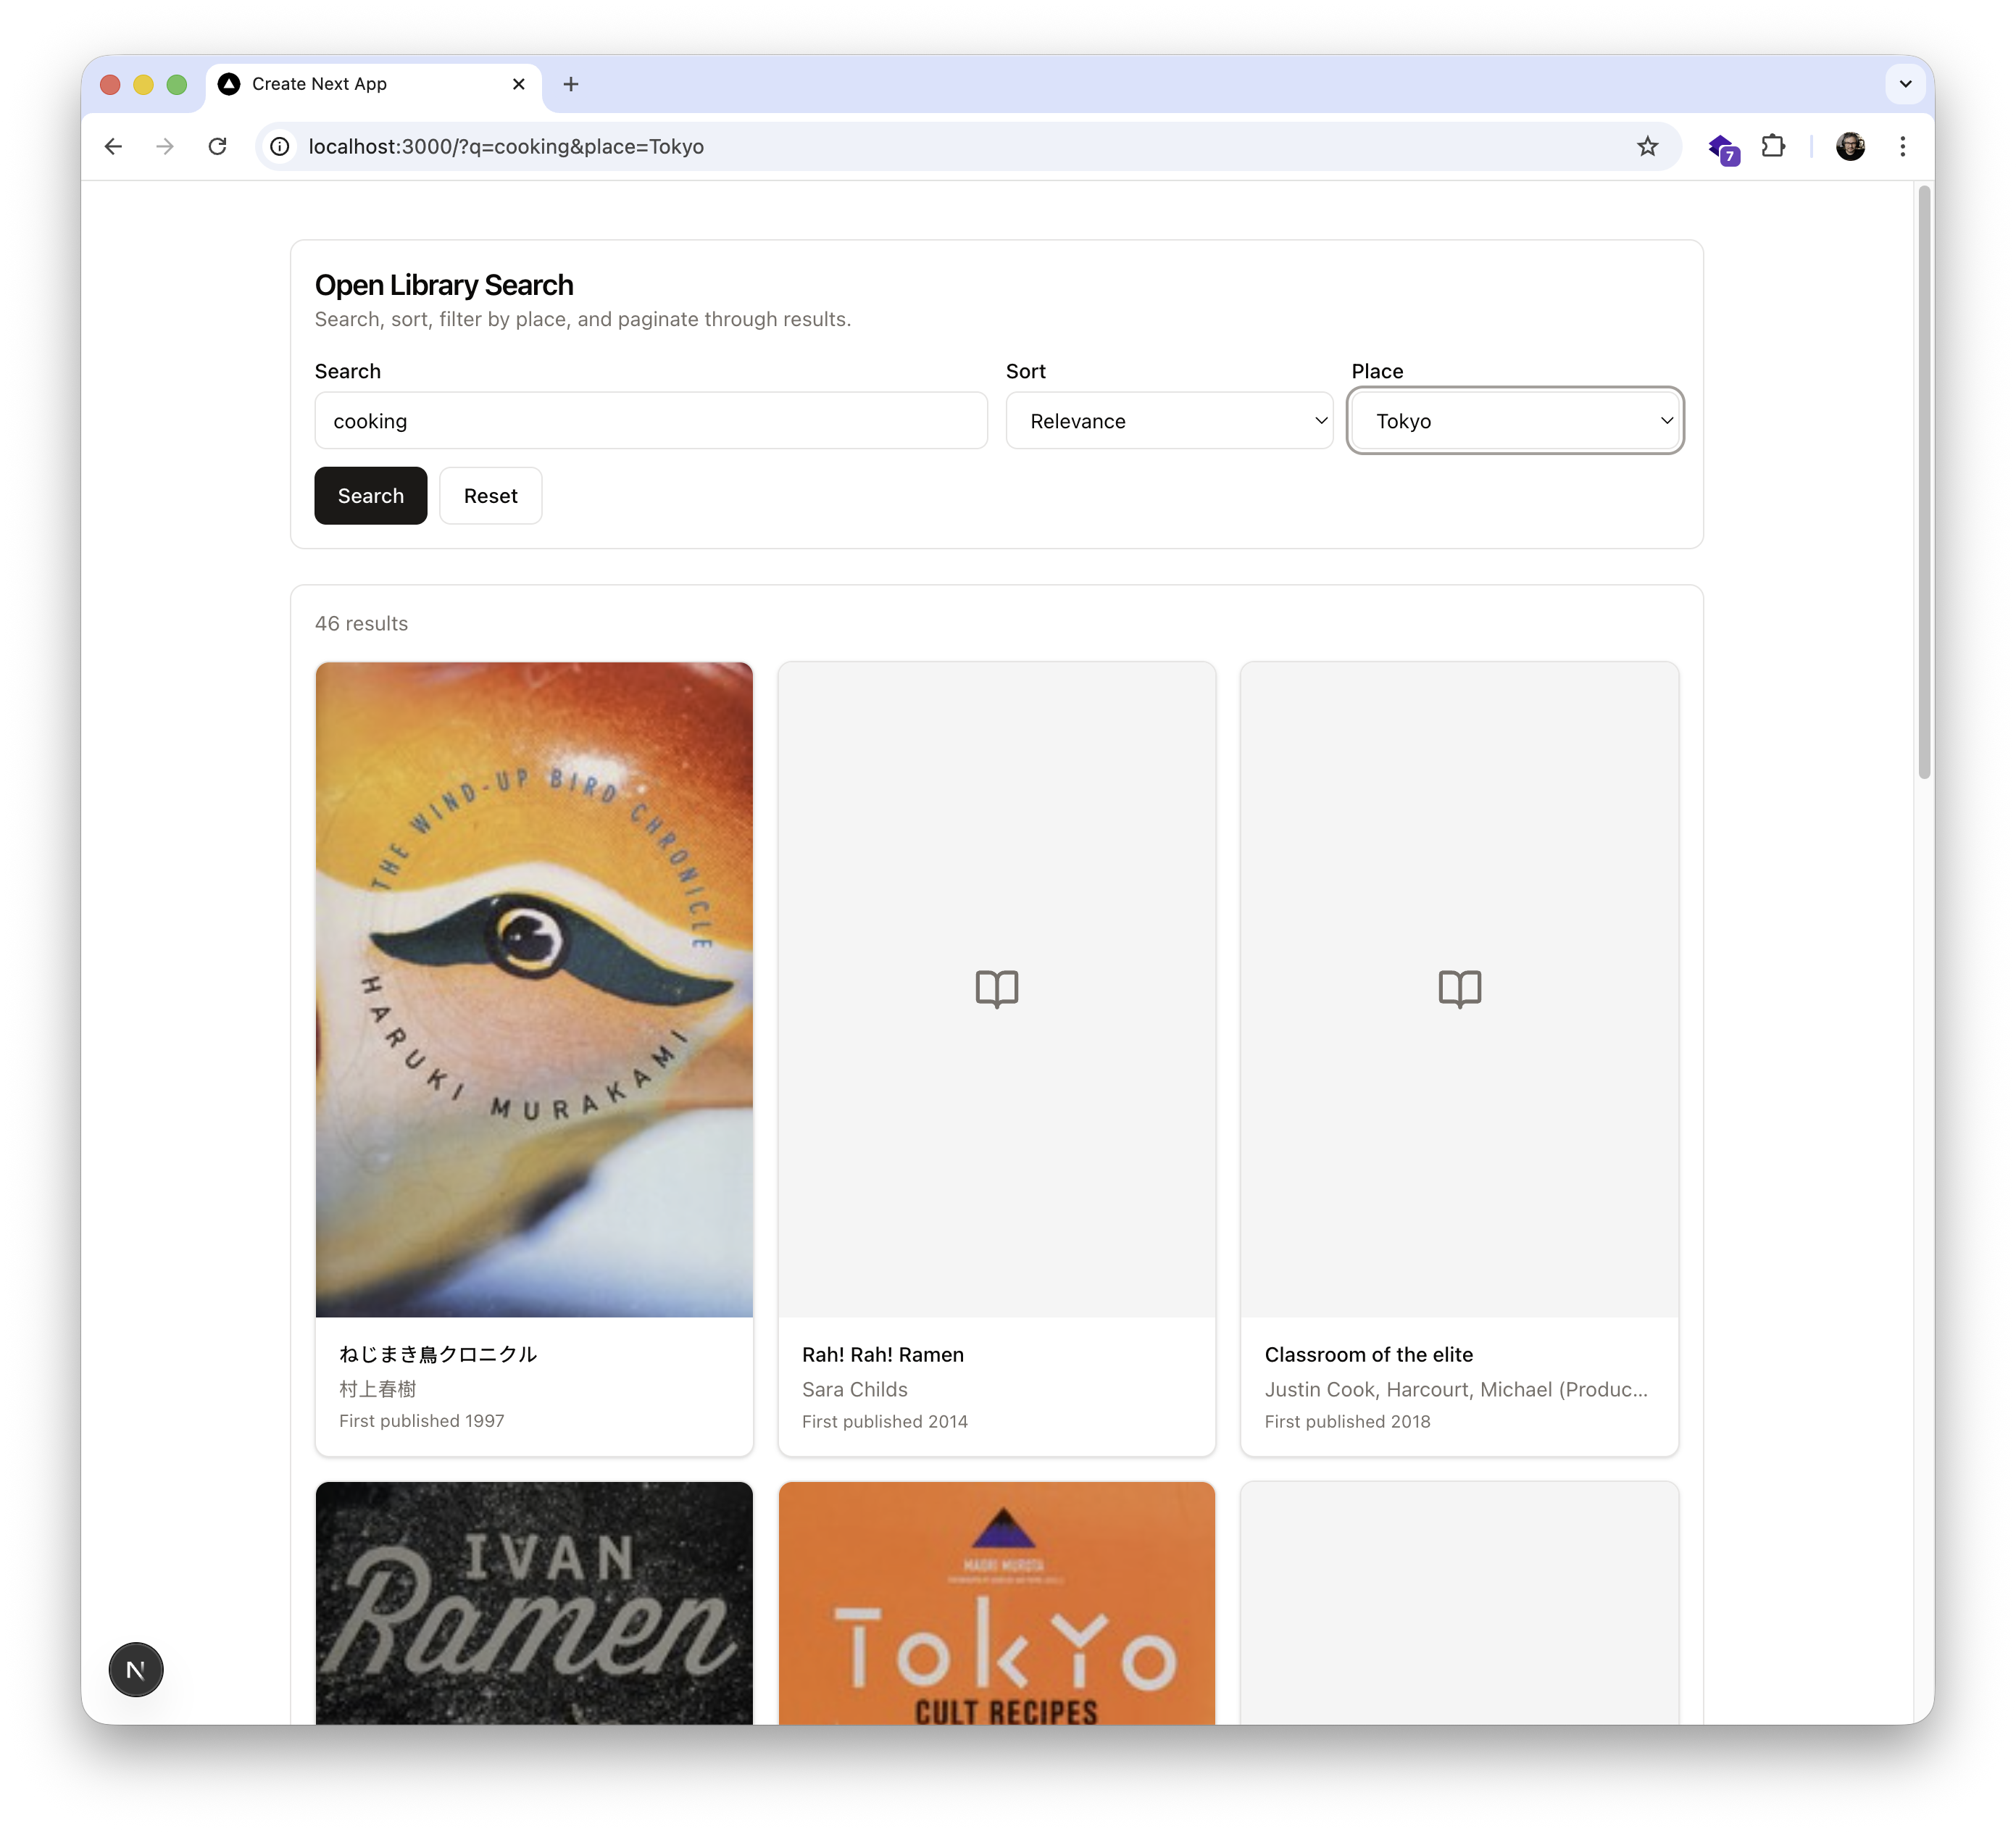 Create Next App
localhost:3000/?q=cooking&place=Tokyo
7
Open Library Search
Search, sort, filter by place, and paginate through results.
Search
Sort
Place
cooking
Relevance
Tokyo
Search
Reset
46 results
THE WIND-UP BIRD CHRONICLE
HARUKI MURAKAMI
ねじまき鳥クロニクル
村上春樹
First published 1997
Rah! Rah! Ramen
Sara Childs
First published 2014
Classroom of the elite
Justin Cook, Harcourt, Michael (Produc...
First published 2018
IVAN
Ramen
MAORI MUROTA
Tokyo
CULT RECIPES
N